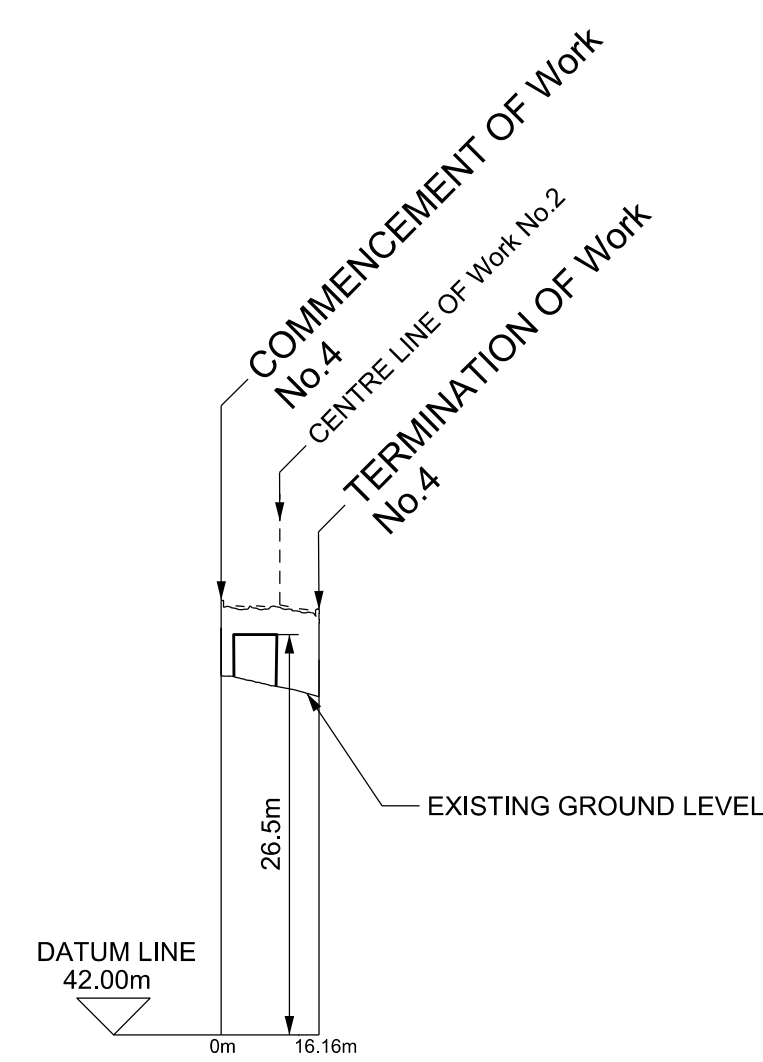 COMMENCEMENT OF Work
No.4
CENTRE LINE OF Work No.2
TERMINATION OF Work
No.4
EXISTING GROUND LEVEL
26.5m
DATUM LINE
42.00m
0m
16.16m